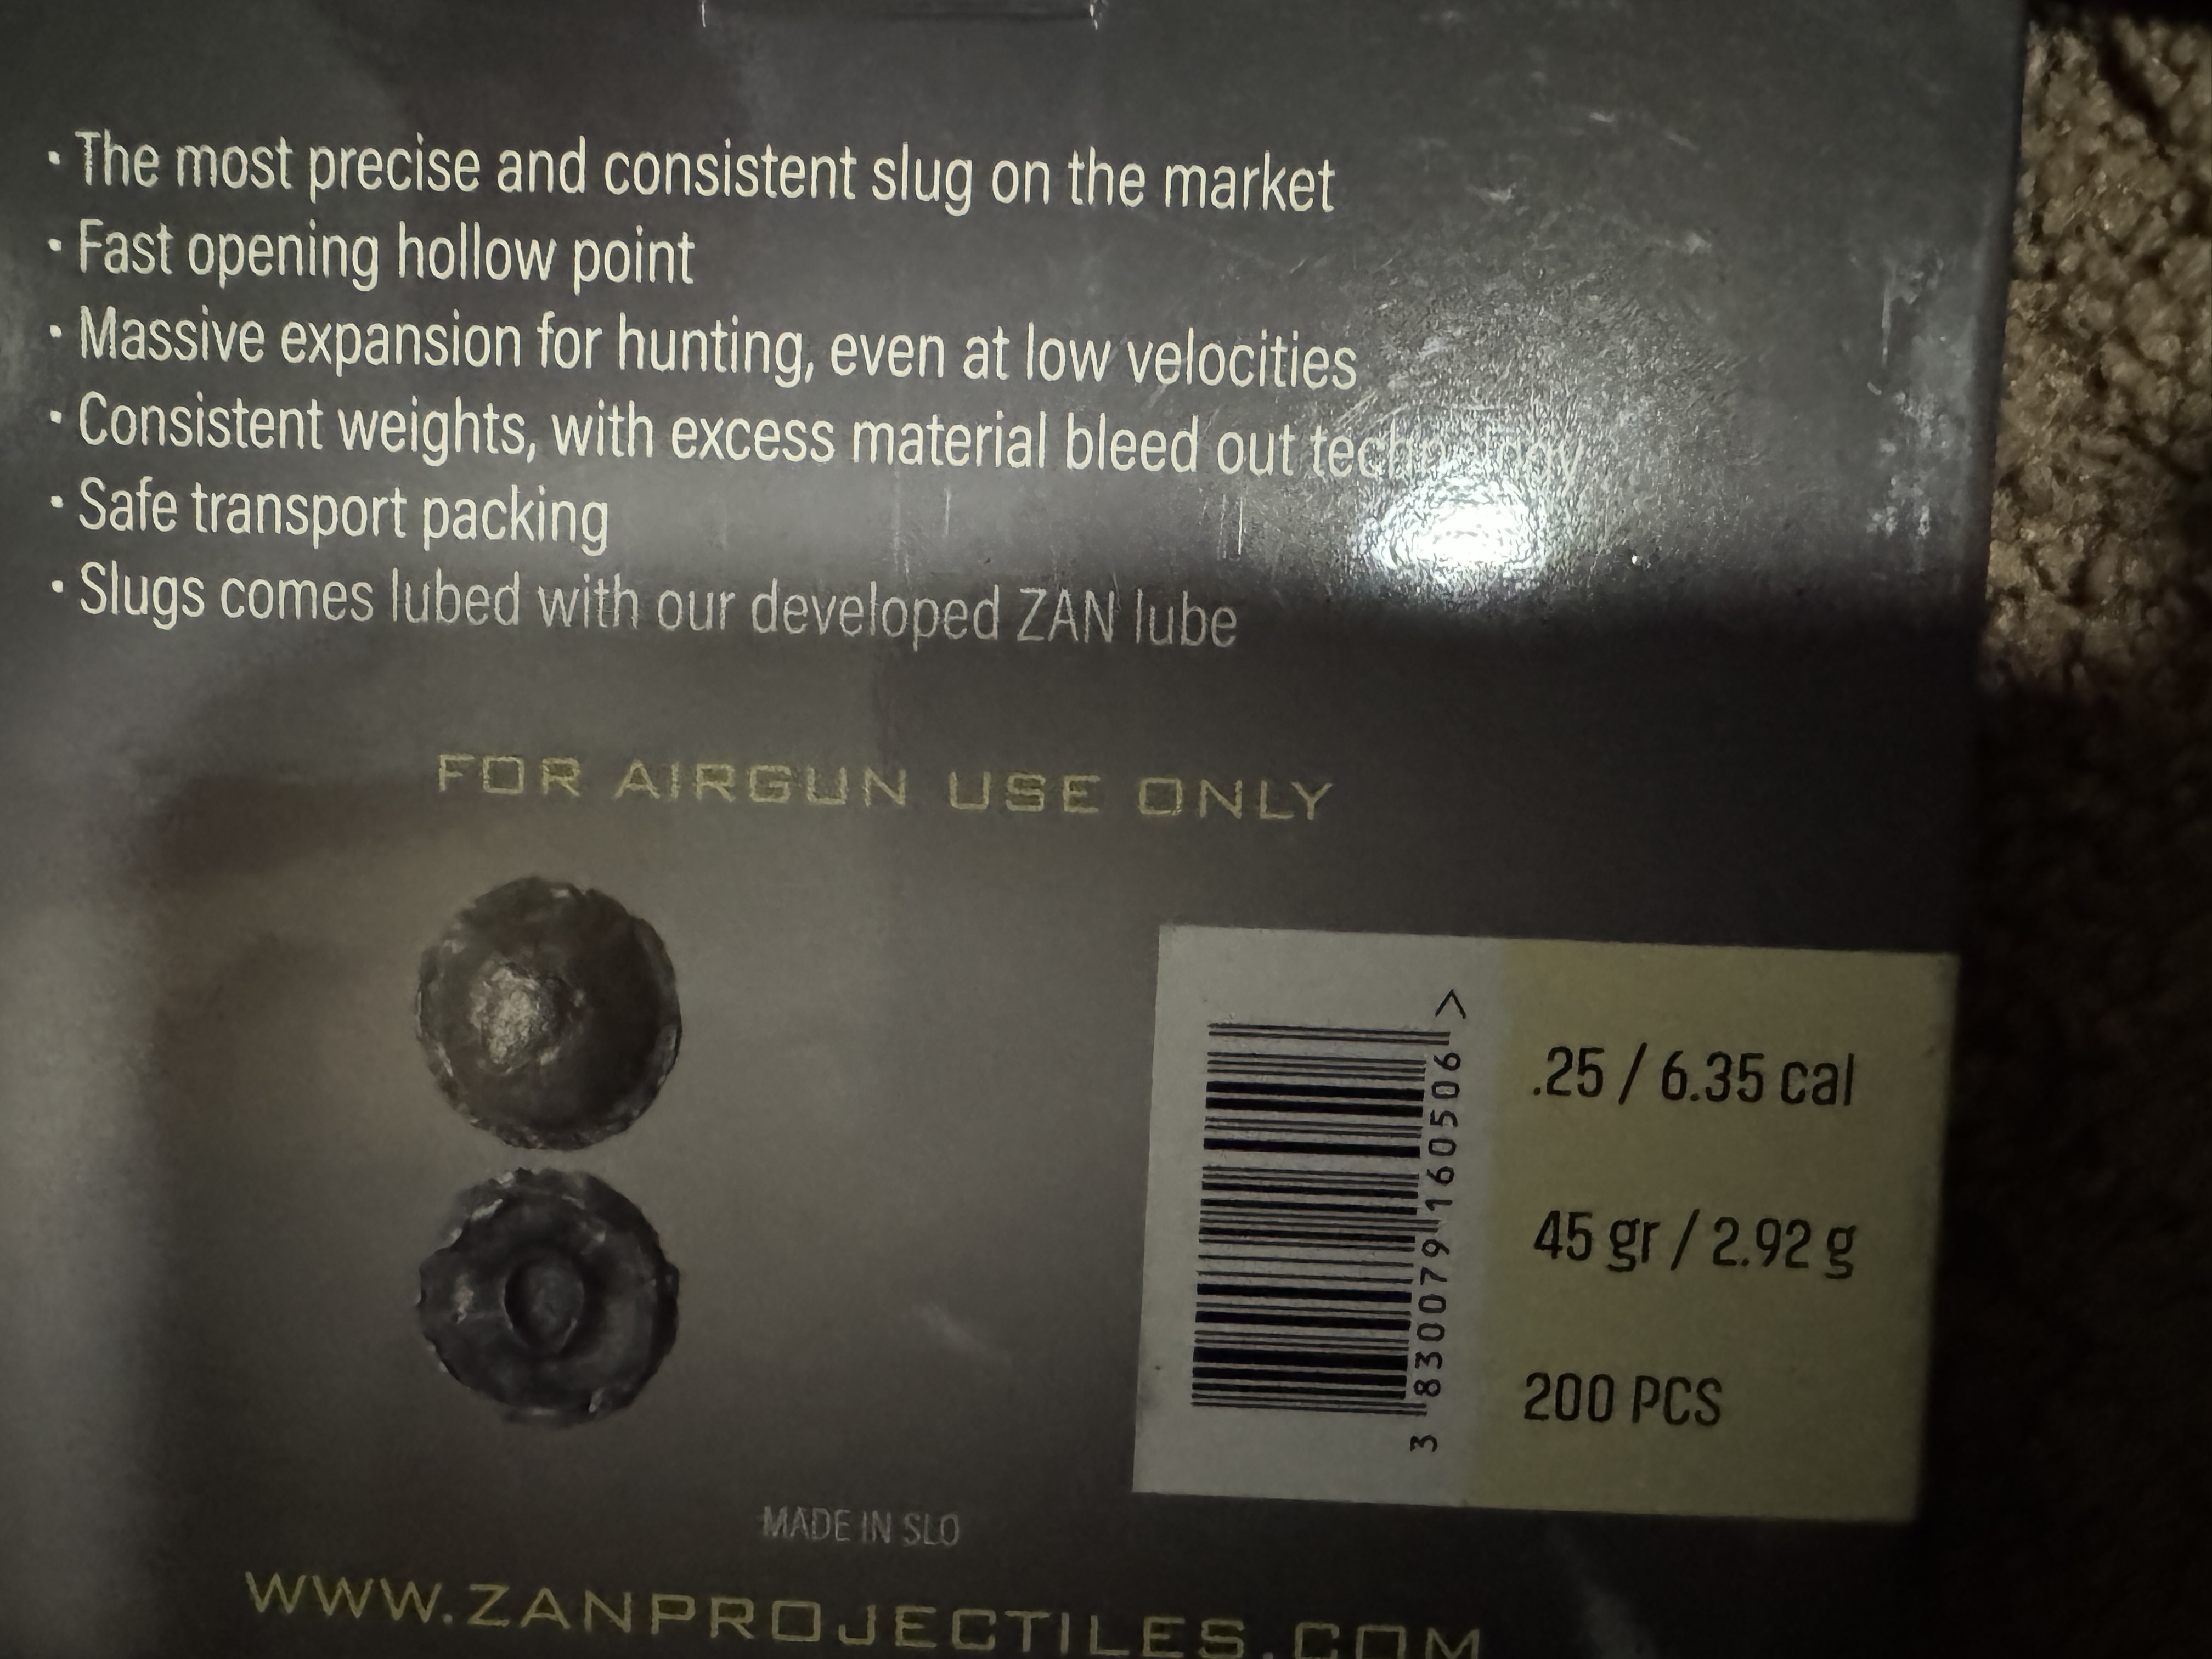 · The most precise and consistent slug on the market
· Fast opening hollow point
· Massive expansion for hunting, even at low velocities
· Consistent weights, with excess material bleed out technology
· Safe transport packing
· Slugs comes lubed with our developed ZAN lube
FOR AIRGUN USE ONLY
3 830079 160506 >
.25 / 6.35 cal
45 gr / 2.92 g
200 PCS
MADE IN SLO
WWW.ZANPROJECTILES.COM